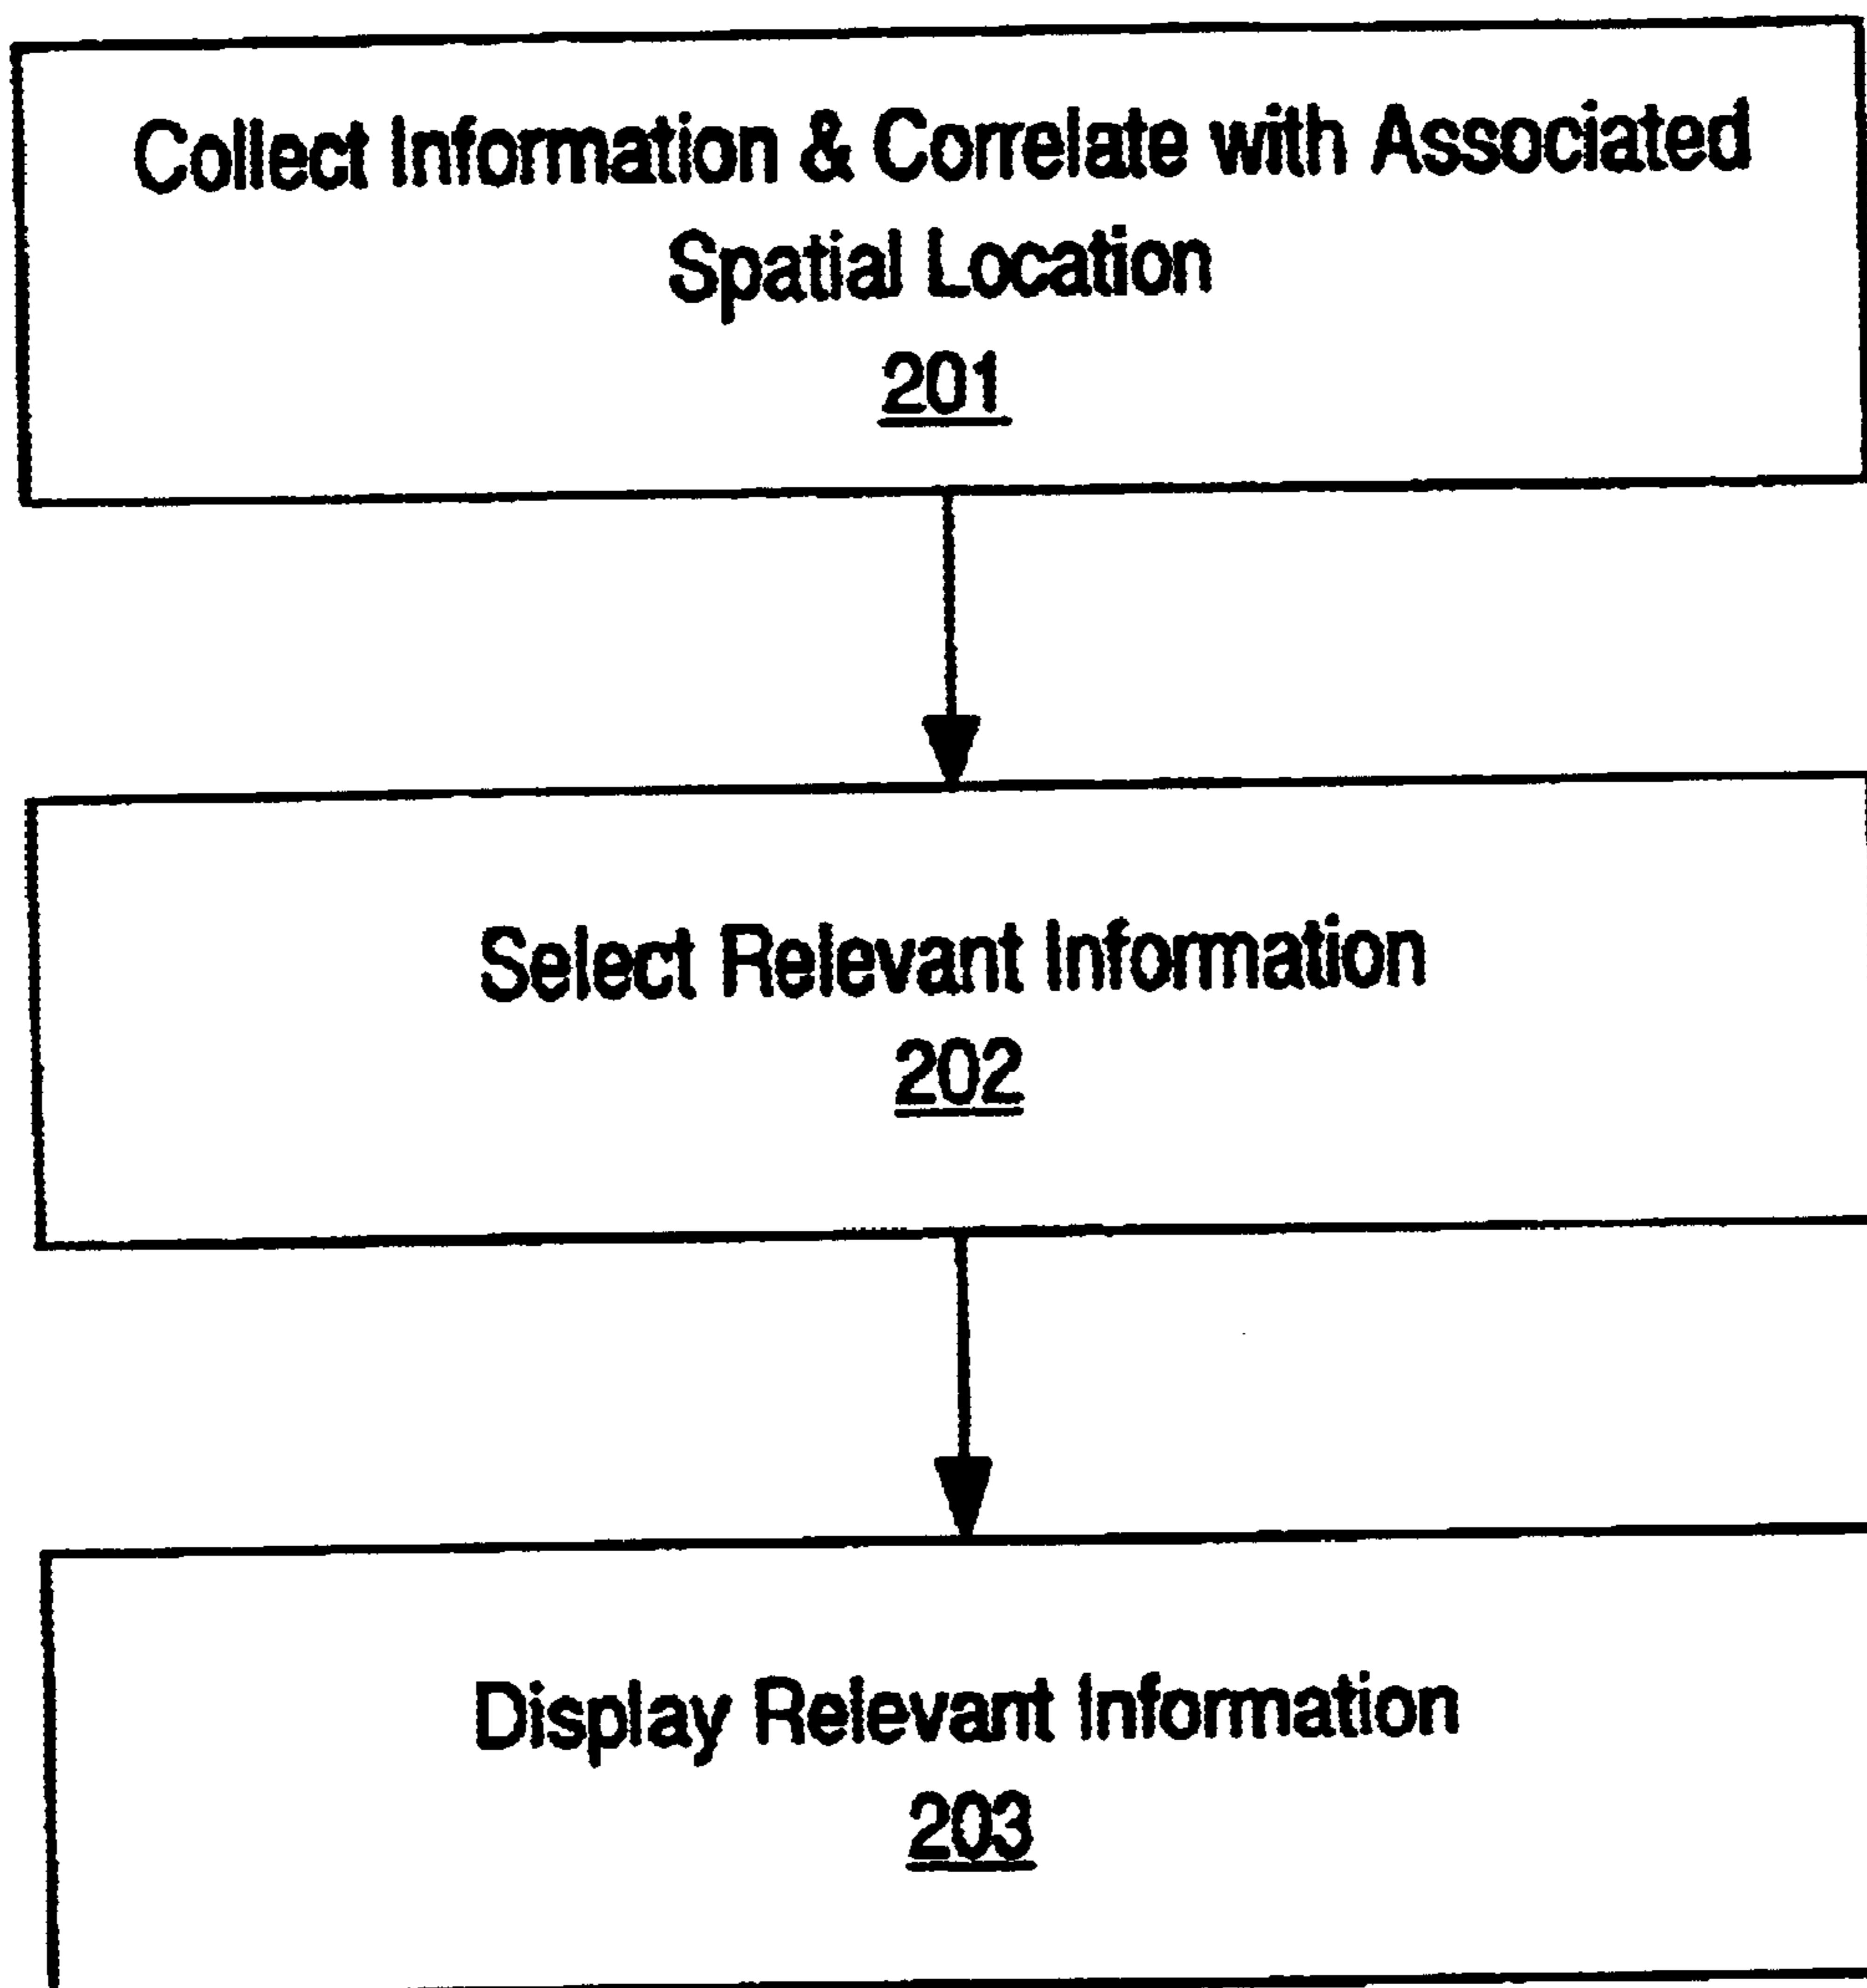 Collect Information & Correlate with Associated
Spatial Location
201
Select Relevant Information
202
Display Relevant Information
203